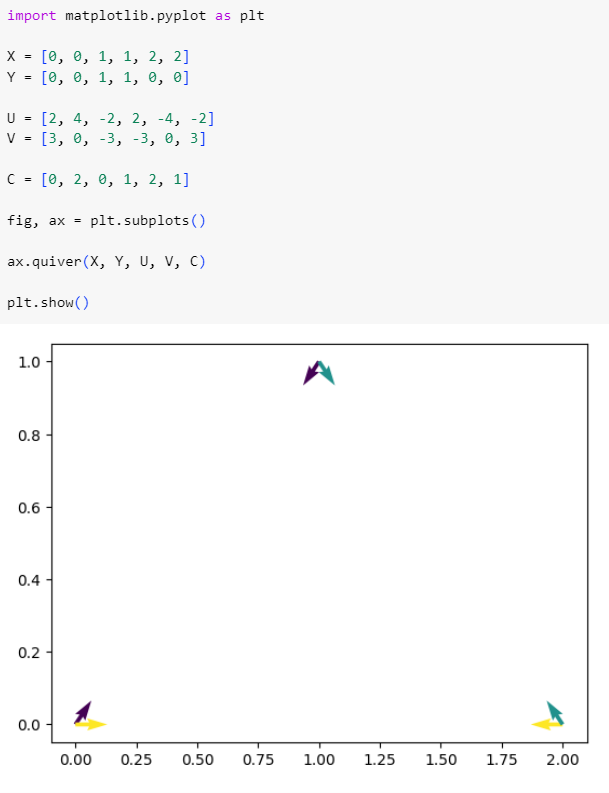 import matplotlib.pyplot as plt
X = [0, 0, 1, 1, 2, 2]
Y = [0, 0, 1, 1, 0, 0]
U = [2, 4, -2, 2, -4, -2]
V = [3, 0, -3, -3, 0, 3]
C = [0, 2, 0, 1, 2, 1]
fig, ax = plt.subplots()
ax.quiver(X, Y, U, V, C)
plt.show()
1.0
0.8
0.6
0.4
0.2
0.0
0.00 0.25 0.50 0.75 1.00 1.25 1.50 1.75 2.00